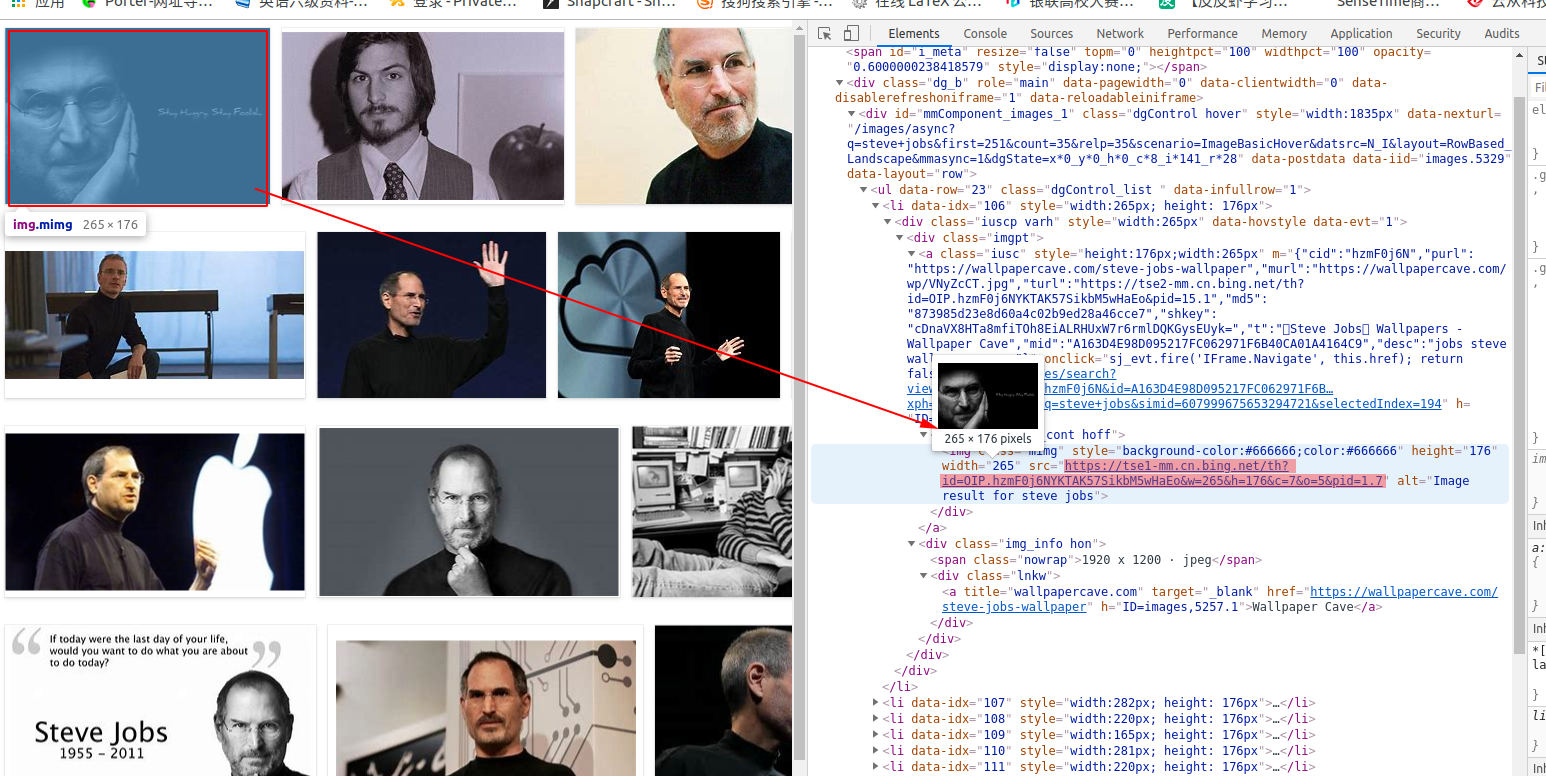 应用
Porter-网址导…
英语六级资料-…
登录 - Private…
Snapcraft - Sn…
搜狗搜索引擎 -…
在线 LaTeX 公…
银联高校大赛…
【皮皮虾学习…
SenseTime商…
云从科技
Stay Hungry. Stay Foolish.
img.mimg 265 × 176
If today were the last day of your life,
would you want to do what you are about
to do today?
Steve Jobs
1955 – 2011
Elements Console Sources Network Performance Memory Application Security Audits
<span id="i_meta" resize="false" topm="0" heightpct="100" widthpct="100" opacity=
"0.6000000238418579" style="display:none;"></span>
<div class="dg_b" role="main" data-pagewidth="0" data-clientwidth="0" data-
disablerefreshoniframe="1" data-reloadableiniframe>
<div id="mmComponent_images_1" class="dgControl hover" style="width:1835px" data-nexturl=
"/images/async?
q=steve+jobs&first=251&count=35&relp=35&scenario=ImageBasicHover&datsrc=N_I&layout=RowBased_
Landscape&mmasync=1&dgState=x*0_y*0_h*0_c*8_i*141_r*28" data-postdata data-iid="images.5329"
data-layout="row">
<ul data-row="23" class="dgControl_list " data-infullrow="1">
<li data-idx="106" style="width:265px; height: 176px">
<div class="iuscp varh" style="width:265px" data-hovstyle data-evt="1">
<div class="imgpt">
<a class="iusc" style="height:176px;width:265px" m="{"cid":"hzmF0j6N","purl":
"https://wallpapercave.com/steve-jobs-wallpaper","murl":"https://wallpapercave.com/
wp/VNyZcCT.jpg","turl":"https://tse2-mm.cn.bing.net/th?
id=OIP.hzmF0j6NYKTAK57SikbM5wHaEo&pid=15.1","md5":
"873985d23e8d60a4c02b9ed28a46cce7","shkey":
"cDnaVX8HTa8mfiTOh8EiALRHUxW7r6rmlDQKGysEUyk=","t":"Steve Jobs Wallpapers -
Wallpaper Cave","mid":"A163D4E98D095217FC062971F6B40CA01A4164C9","desc":"jobs steve
wal onclick="sj_evt.fire('IFrame.Navigate', this.href); return
fals es/search?
view hzmF0j6N&id=A163D4E98D095217FC062971F6B…
xph= q=steve+jobs&simid=607999675653294721&selectedIndex=194" h=
"ID=
265 × 176 pixels
cont hoff">
<img class="mimg" style="background-color:#666666;color:#666666" height="176"
width="265" src="https://tse1-mm.cn.bing.net/th?
id=OIP.hzmF0j6NYKTAK57SikbM5wHaEo&w=265&h=176&c=7&o=5&pid=1.7" alt="Image
result for steve jobs">
</div>
</a>
<div class="img_info hon">
<span class="nowrap">1920 x 1200 · jpeg</span>
<div class="lnkw">
<a title="wallpapercave.com" target="_blank" href="https://wallpapercave.com/
steve-jobs-wallpaper" h="ID=images,5257.1">Wallpaper Cave</a>
</div>
</div>
</div>
</div>
</li>
<li data-idx="107" style="width:282px; height: 176px">…</li>
<li data-idx="108" style="width:220px; height: 176px">…</li>
<li data-idx="109" style="width:165px; height: 176px">…</li>
<li data-idx="110" style="width:281px; height: 176px">…</li>
<li data-idx="111" style="width:220px; height: 176px">…</li>